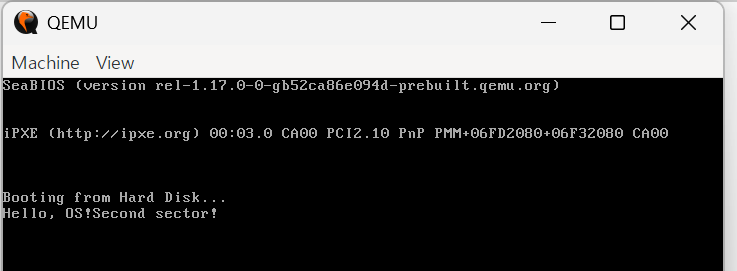 QEMU
Machine View
SeaBIOS (version rel-1.17.0-0-gb52ca86e094d-prebuilt.qemu.org)
iPXE (http://ipxe.org) 00:03.0 CA00 PCI2.10 PnP PMM+06FD2080+06F32080 CA00
Booting from Hard Disk...
Hello, OS!Second sector!